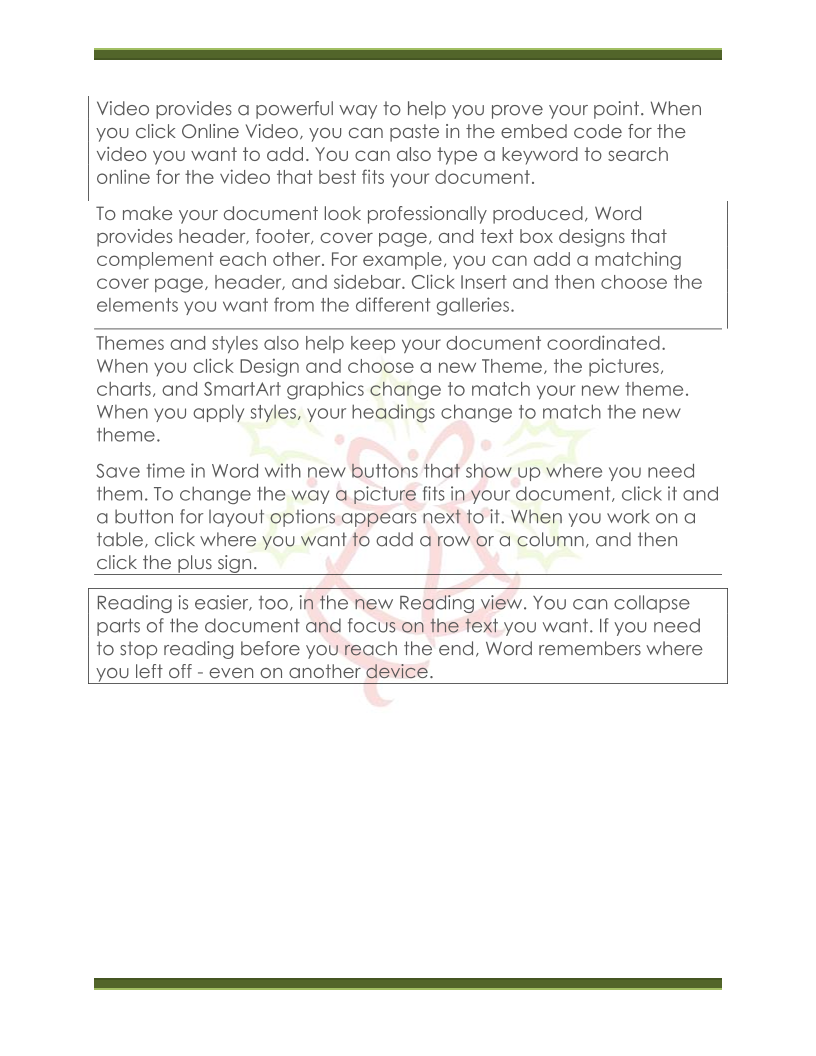 Video provides a powerful way to help you prove your point. When
you click Online Video, you can paste in the embed code for the
video you want to add. You can also type a keyword to search
online for the video that best fits your document.
To make your document look professionally produced, Word
provides header, footer, cover page, and text box designs that
complement each other. For example, you can add a matching
cover page, header, and sidebar. Click Insert and then choose the
elements you want from the different galleries.
Themes and styles also help keep your document coordinated.
When you click Design and choose a new Theme, the pictures,
charts, and SmartArt graphics change to match your new theme.
When you apply styles, your headings change to match the new
theme.
Save time in Word with new buttons that show up where you need
them. To change the way a picture fits in your document, click it and
a button for layout options appears next to it. When you work on a
table, click where you want to add a row or a column, and then
click the plus sign.
Reading is easier, too, in the new Reading view. You can collapse
parts of the document and focus on the text you want. If you need
to stop reading before you reach the end, Word remembers where
you left off - even on another device.